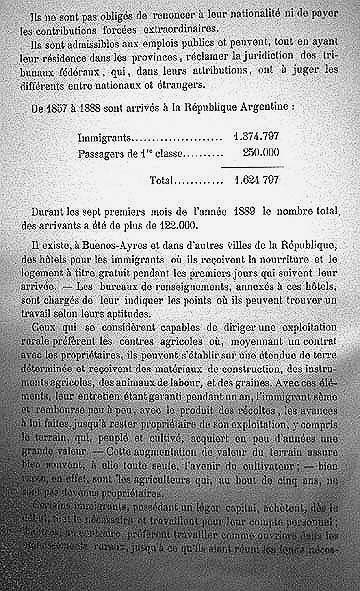 Ils ne sont pas obligés de renoncer à leur nationalité ni de payer
les contributions forcées extraordinaires.
Ils sont admissibles aux emplois publics et peuvent, tout en ayant
leur résidence dans les provinces, réclamer la juridiction des tri-
bunaux fédéraux, qui, dans leurs attributions, ont à juger les
différents entre nationaux et étrangers.
De 1857 à 1888 sont arrivés à la République Argentine :
Immigrants...................... 1.374.797
Passagers de 1re classe.......... 250.000
Total............ 1.624 797
Durant les sept premiers mois de l'année 1889 le nombre total,
des arrivants a été de plus de 122.000.
Il existe, à Buenos-Ayres et dans d'autres villes de la République,
des hôtels pour les immigrants où ils reçoivent la nourriture et le
logement à titre gratuit pendant les premiers jours qui suivent leur
arrivée. — Les bureaux de renseignements, annexés à ces hôtels,
sont chargés de leur indiquer les points où ils peuvent trouver un
travail selon leurs aptitudes.
Ceux qui se considèrent capables de diriger une exploitation
rurale préfèrent les centres agricoles où, moyennant un contrat
avec les propriétaires, ils peuvent s'établir sur une étendue de terre
déterminée et reçoivent des matériaux de construction, des instru-
ments agricoles, des animaux de labour, et des graines. Avec ces élé-
ments, leur entretien étant garanti pendant un an, l'immigrant sème
et rembourse peu à peu, avec le produit des récoltes, les avances
à lui faites, jusqu'à rester propriétaire de son exploitation, y compris
le terrain, qui, peuplé et cultivé, acquiert en peu d'années une
grande valeur. — Cette augmentation de valeur du terrain assure
bien souvent, à elle toute seule, l'avenir du cultivateur ; — bien
rares, en effet, sont les agriculteurs qui, au bout de cinq ans, ne
sont pas devenus propriétaires.
Certains immigrants, possédant un léger capital, achètent, dès le
début, tout le nécessaire et travaillent pour leur compte personnel ;
d'autres, au contraire préfèrent travailler comme ouvriers dans les
établissements ruraux, jusqu'à ce qu'ils aient réuni les fonds néces-